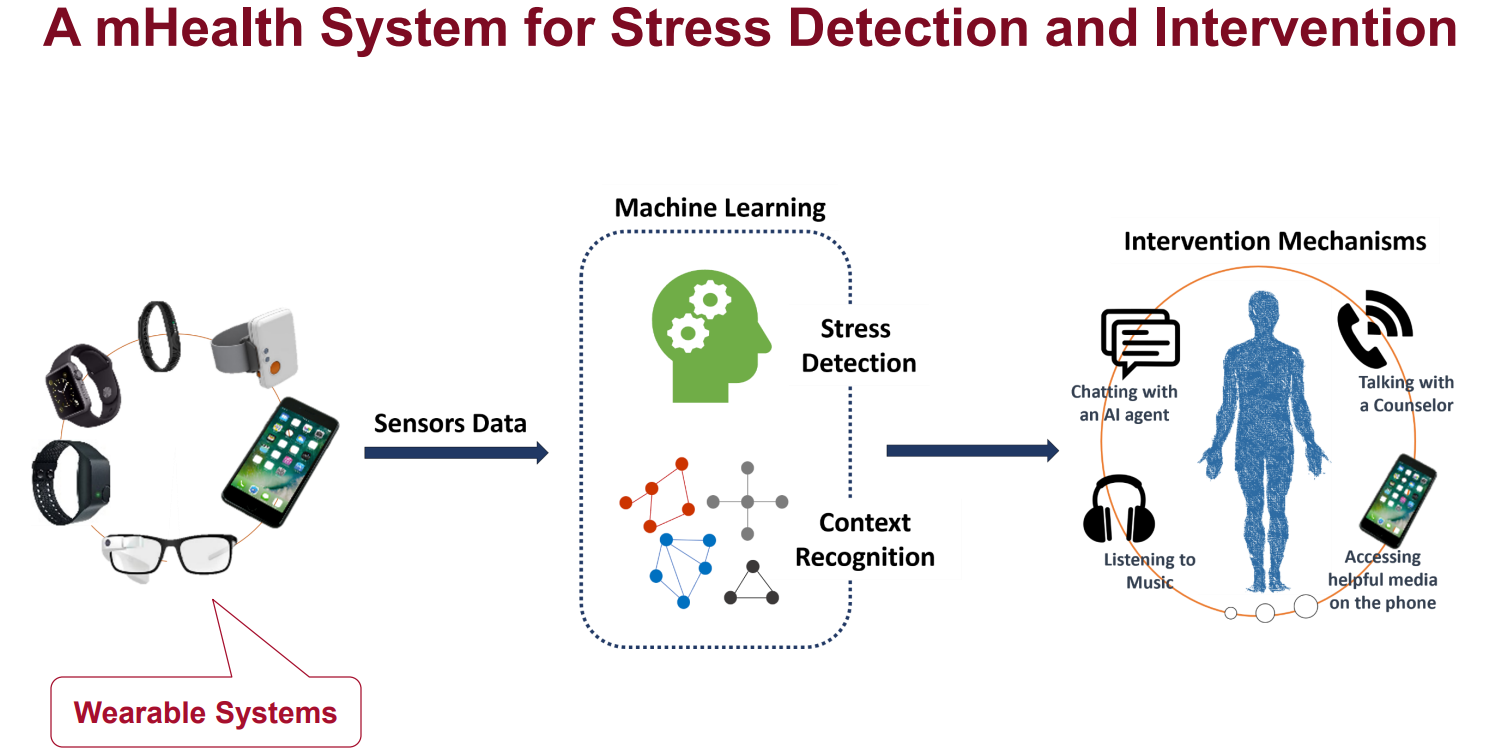 A mHealth System for Stress Detection and Intervention
Machine Learning
Intervention Mechanisms
Stress
Detection
Chatting with
an AI agent
Talking with
a Counselor
Sensors Data
Context
Recognition
Listening to
Music
Accessing
helpful media
on the phone
Wearable Systems